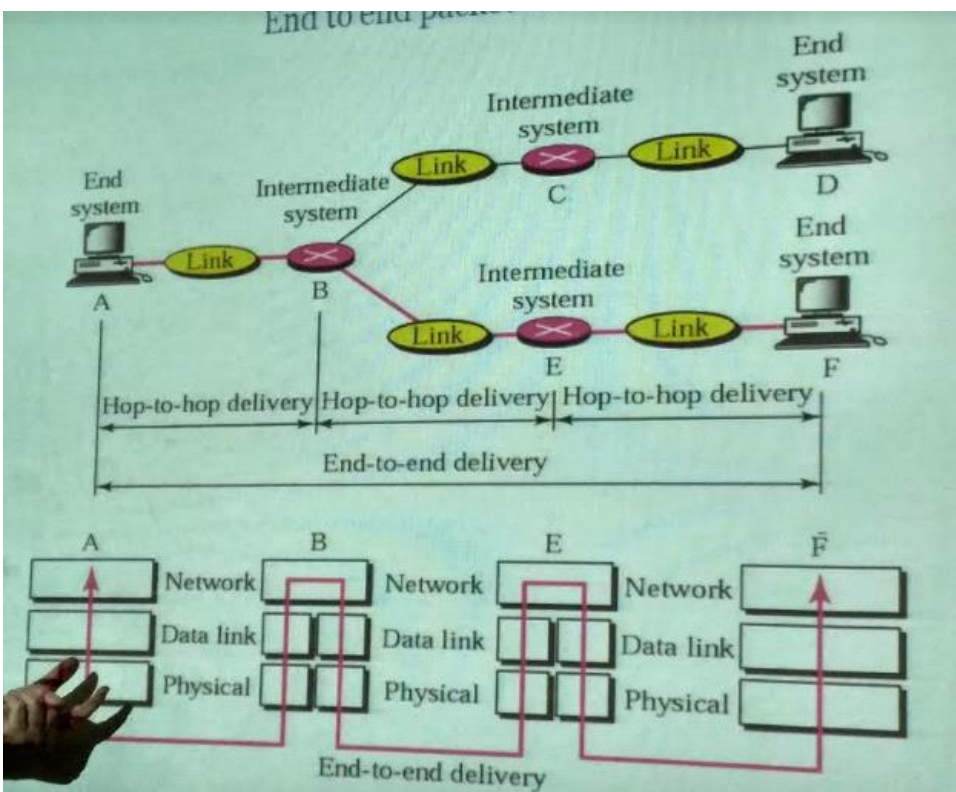 End to end
End
system
Intermediate
system
Link
Link
C
D
End
system
Intermediate
system
Link
A
B
End
system
Intermediate
system
Link
Link
E
F
Hop-to-hop delivery
Hop-to-hop delivery
Hop-to-hop delivery
End-to-end delivery
A
B
E
F
Network
Network
Network
Data link
Data link
Data link
Physical
Physical
Physical
End-to-end delivery